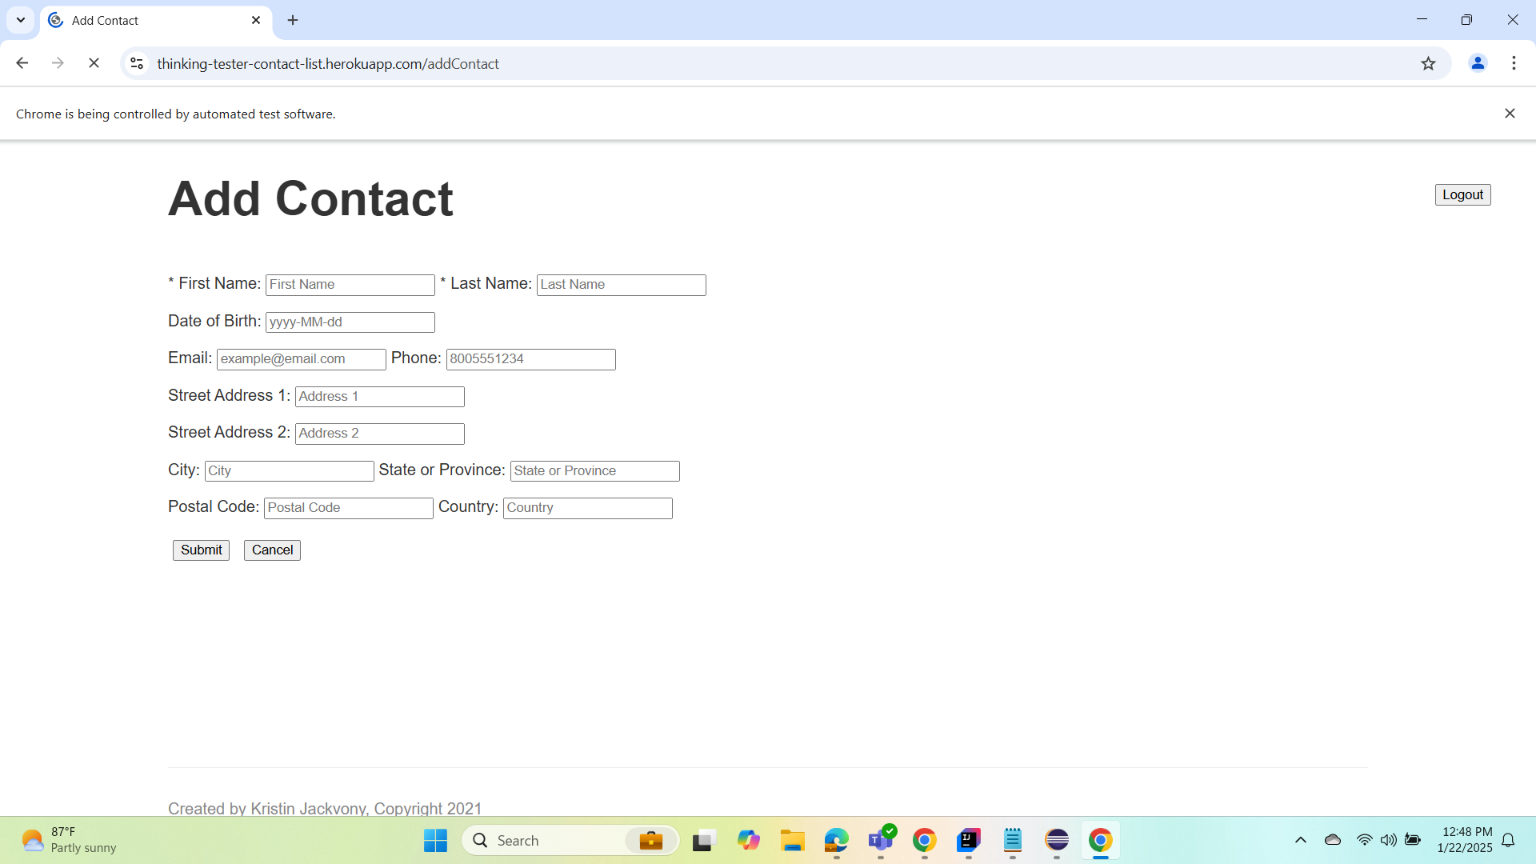 Add Contact
thinking-tester-contact-list.herokuapp.com/addContact
Chrome is being controlled by automated test software.
Add Contact
Logout
* First Name: First Name * Last Name: Last Name
Date of Birth: yyyy-MM-dd
Email: example@email.com Phone: 8005551234
Street Address 1: Address 1
Street Address 2: Address 2
City: City State or Province: State or Province
Postal Code: Postal Code Country: Country
Submit Cancel
Created by Kristin Jackvony, Copyright 2021
87°F
Partly sunny
Search
12:48 PM
1/22/2025